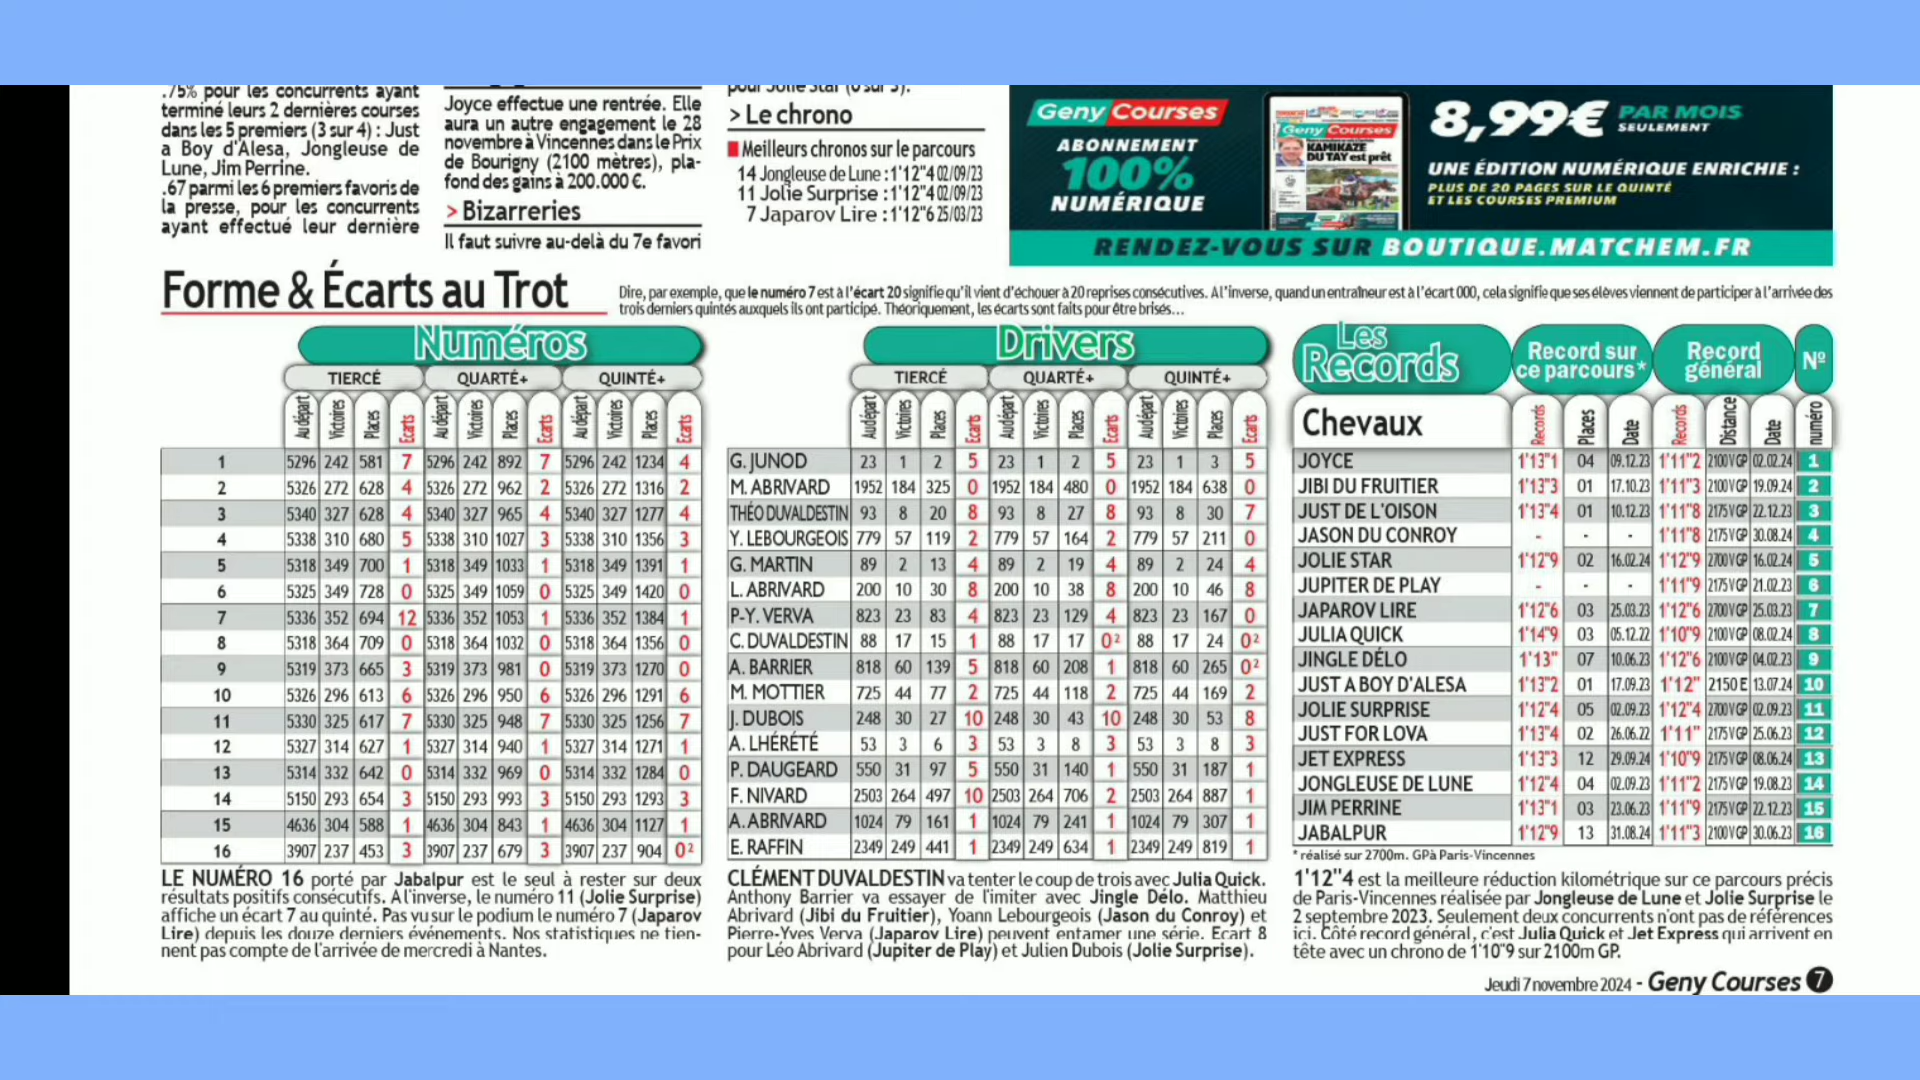 .75% pour les concurrents ayant
terminé leurs 2 dernières courses
dans les 5 premiers (3 sur 4) : Just
a Boy d'Alesa, Jongleuse de
Lune, Jim Perrine.
.67 parmi les 6 premiers favoris de
la presse, pour les concurrents
ayant effectué leur dernière
Joyce effectue une rentrée. Elle
aura un autre engagement le 28
novembre à Vincennes dans le Prix
de Bourigny (2100 mètres), pla-
fond des gains à 200.000 €.
> Bizarreries
Il faut suivre au-delà du 7e favori
pour Jolie Star (0 sur 3).
> Le chrono
Meilleurs chronos sur le parcours
14 Jongleuse de Lune : 1'12"4 02/09/23
11 Jolie Surprise : 1'12"4 02/09/23
7 Japarov Lire : 1'12"6 25/03/23
Geny Courses
ABONNEMENT
100%
NUMÉRIQUE
Geny Courses
KAMIKAZE
DU TAY est prêt
8,99€ PAR MOIS
SEULEMENT
UNE ÉDITION NUMÉRIQUE ENRICHIE :
PLUS DE 20 PAGES SUR LE QUINTÉ
ET LES COURSES PREMIUM
RENDEZ-VOUS SUR BOUTIQUE.MATCHEM.FR
Forme & Écarts au Trot
Dire, par exemple, que le numéro 7 est à l'écart 20 signifie qu'il vient d'échouer à 20 reprises consécutives. A l'inverse, quand un entraîneur est à l'écart 000, cela signifie que ses élèves viennent de participer à l'arrivée des
trois derniers quintés auxquels ils ont participé. Théoriquement, les écarts sont faits pour être brisés...
Numéros
TIERCÉ QUARTÉ+ QUINTÉ+
Au départ Victoires Places Ecarts Au départ Victoires Places Ecarts Au départ Victoires Places Ecarts
1 5296 242 581 7 5296 242 892 7 5296 242 1234 4
2 5326 272 628 4 5326 272 962 2 5326 272 1316 2
3 5340 327 628 4 5340 327 965 4 5340 327 1277 4
4 5338 310 680 5 5338 310 1027 3 5338 310 1356 3
5 5318 349 700 1 5318 349 1033 1 5318 349 1391 1
6 5325 349 728 0 5325 349 1059 0 5325 349 1420 0
7 5336 352 694 12 5336 352 1053 1 5336 352 1384 1
8 5318 364 709 0 5318 364 1032 0 5318 364 1356 0
9 5319 373 665 3 5319 373 981 0 5319 373 1270 0
10 5326 296 613 6 5326 296 950 6 5326 296 1291 6
11 5330 325 617 7 5330 325 948 7 5330 325 1256 7
12 5327 314 627 1 5327 314 940 1 5327 314 1271 1
13 5314 332 642 0 5314 332 969 0 5314 332 1284 0
14 5150 293 654 3 5150 293 993 3 5150 293 1293 3
15 4636 304 588 1 4636 304 843 1 4636 304 1127 1
16 3907 237 453 3 3907 237 679 3 3907 237 904 0²
LE NUMÉRO 16 porté par Jabalpur est le seul à rester sur deux
résultats positifs consécutifs. A l'inverse, le numéro 11 (Jolie Surprise)
affiche un écart 7 au quinté. Pas vu sur le podium le numéro 7 (Japarov
Lire) depuis les douze derniers événements. Nos statistiques ne tien-
nent pas compte de l'arrivée de mercredi à Nantes.
Drivers
TIERCÉ QUARTÉ+ QUINTÉ+
Au départ Victoires Places Ecarts Au départ Victoires Places Ecarts Au départ Victoires Places Ecarts
G. JUNOD 23 1 2 5 23 1 2 5 23 1 3 5
M. ABRIVARD 1952 184 325 0 1952 184 480 0 1952 184 638 0
THÉO DUVALDESTIN 93 8 20 8 93 8 27 8 93 8 30 7
Y. LEBOURGEOIS 779 57 119 2 779 57 164 2 779 57 211 0
G. MARTIN 89 2 13 4 89 2 19 4 89 2 24 4
L. ABRIVARD 200 10 30 8 200 10 38 8 200 10 46 8
P-Y. VERVA 823 23 83 4 823 23 129 4 823 23 167 0
C. DUVALDESTIN 88 17 15 1 88 17 17 0² 88 17 24 0²
A. BARRIER 818 60 139 5 818 60 208 1 818 60 265 0²
M. MOTTIER 725 44 77 2 725 44 118 2 725 44 169 2
J. DUBOIS 248 30 27 10 248 30 43 10 248 30 53 8
A. LHÉRÉTÉ 53 3 6 3 53 3 8 3 53 3 8 3
P. DAUGEARD 550 31 97 5 550 31 140 1 550 31 187 1
F. NIVARD 2503 264 497 10 2503 264 706 2 2503 264 887 1
A. ABRIVARD 1024 79 161 1 1024 79 241 1 1024 79 307 1
E. RAFFIN 2349 249 441 1 2349 249 634 1 2349 249 819 1
CLÉMENT DUVALDESTIN va tenter le coup de trois avec Julia Quick.
Anthony Barrier va essayer de l'imiter avec Jingle Délo. Matthieu
Abrivard (Jibi du Fruitier), Yoann Lebourgeois (Jason du Conroy) et
Pierre-Yves Verva (Japarov Lire) peuvent entamer une série. Ecart 8
pour Léo Abrivard (Jupiter de Play) et Julien Dubois (Jolie Surprise).
Les Records
Record sur ce parcours* Record général Nº
Chevaux Records Places Date Records Distance Date numéro
JOYCE 1'13"1 04 09.12.23 1'11"2 2100V GP 02.02.24 1
JIBI DU FRUITIER 1'13"3 01 17.10.23 1'11"3 2100V GP 19.09.24 2
JUST DE L'OISON 1'13"4 01 10.12.23 1'11"8 2175V GP 22.12.23 3
JASON DU CONROY - - - 1'11"8 2175V GP 30.08.24 4
JOLIE STAR 1'12"9 02 16.02.24 1'12"9 2700V GP 16.02.24 5
JUPITER DE PLAY - - - 1'11"9 2175V GP 21.02.23 6
JAPAROV LIRE 1'12"6 03 25.03.23 1'12"6 2700V GP 25.03.23 7
JULIA QUICK 1'14"9 03 05.12.22 1'10"9 2100V GP 08.02.24 8
JINGLE DÉLO 1'13" 07 10.06.23 1'12"6 2100V GP 04.02.23 9
JUST A BOY D'ALESA 1'13"2 01 17.09.23 1'12" 2150 E 13.07.24 10
JOLIE SURPRISE 1'12"4 05 02.09.23 1'12"4 2700V GP 02.09.23 11
JUST FOR LOVA 1'13"4 02 26.06.22 1'11" 2175V GP 25.06.23 12
JET EXPRESS 1'13"3 12 29.09.24 1'10"9 2175V GP 08.06.24 13
JONGLEUSE DE LUNE 1'12"4 04 02.09.23 1'11"2 2175V GP 19.08.23 14
JIM PERRINE 1'13"1 03 23.06.23 1'11"9 2175V GP 22.12.23 15
JABALPUR 1'12"9 13 31.08.24 1'11"3 2100V GP 30.06.23 16
* réalisé sur 2700m. GP à Paris-Vincennes
1'12"4 est la meilleure réduction kilométrique sur ce parcours précis
de Paris-Vincennes réalisée par Jongleuse de Lune et Jolie Surprise le
2 septembre 2023. Seulement deux concurrents n'ont pas de références
ici. Côté record général, c'est Julia Quick et Jet Express qui arrivent en
tête avec un chrono de 1'10"9 sur 2100m GP.
Jeudi 7 novembre 2024 - Geny Courses 7